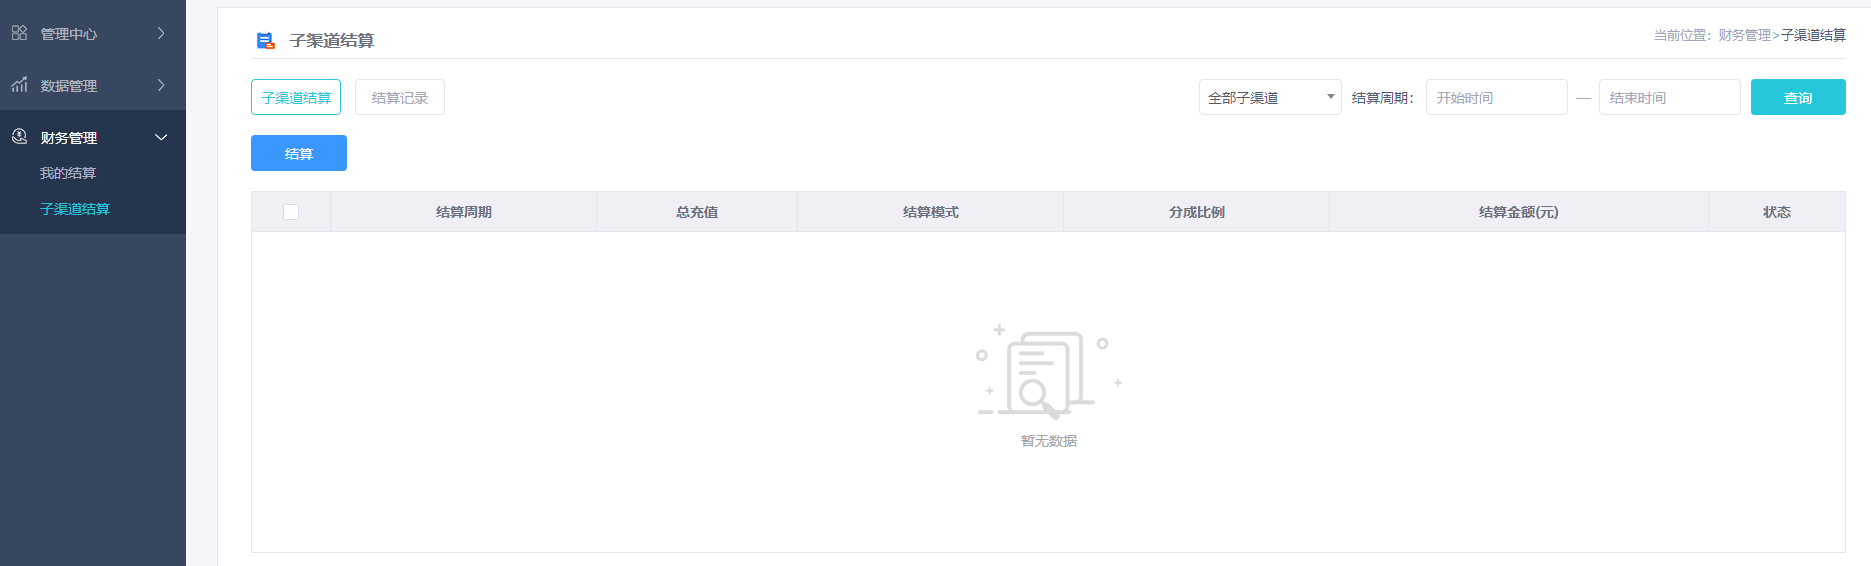 管理中心
数据管理
财务管理
我的结算
子渠道结算
子渠道结算
当前位置：财务管理>子渠道结算
子渠道结算 结算记录 全部子渠道 结算周期： 开始时间 — 结束时间 查询
结算
结算周期 总充值 结算模式 分成比例 结算金额(元) 状态
暂无数据